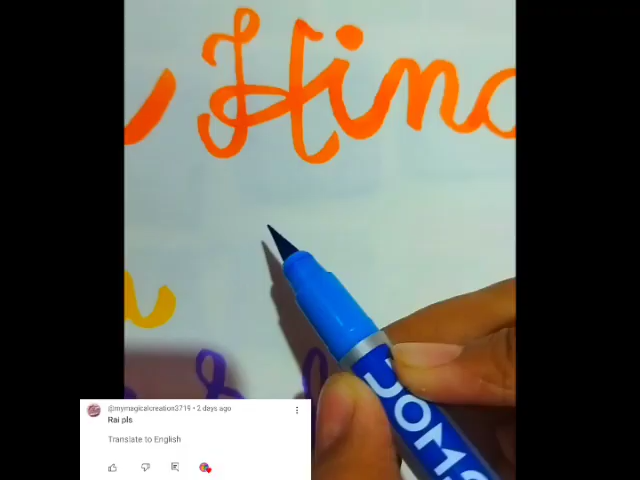 Hind
DOMS
@mymagicalcreation3719 • 2 days ago
Rai pls
Translate to English